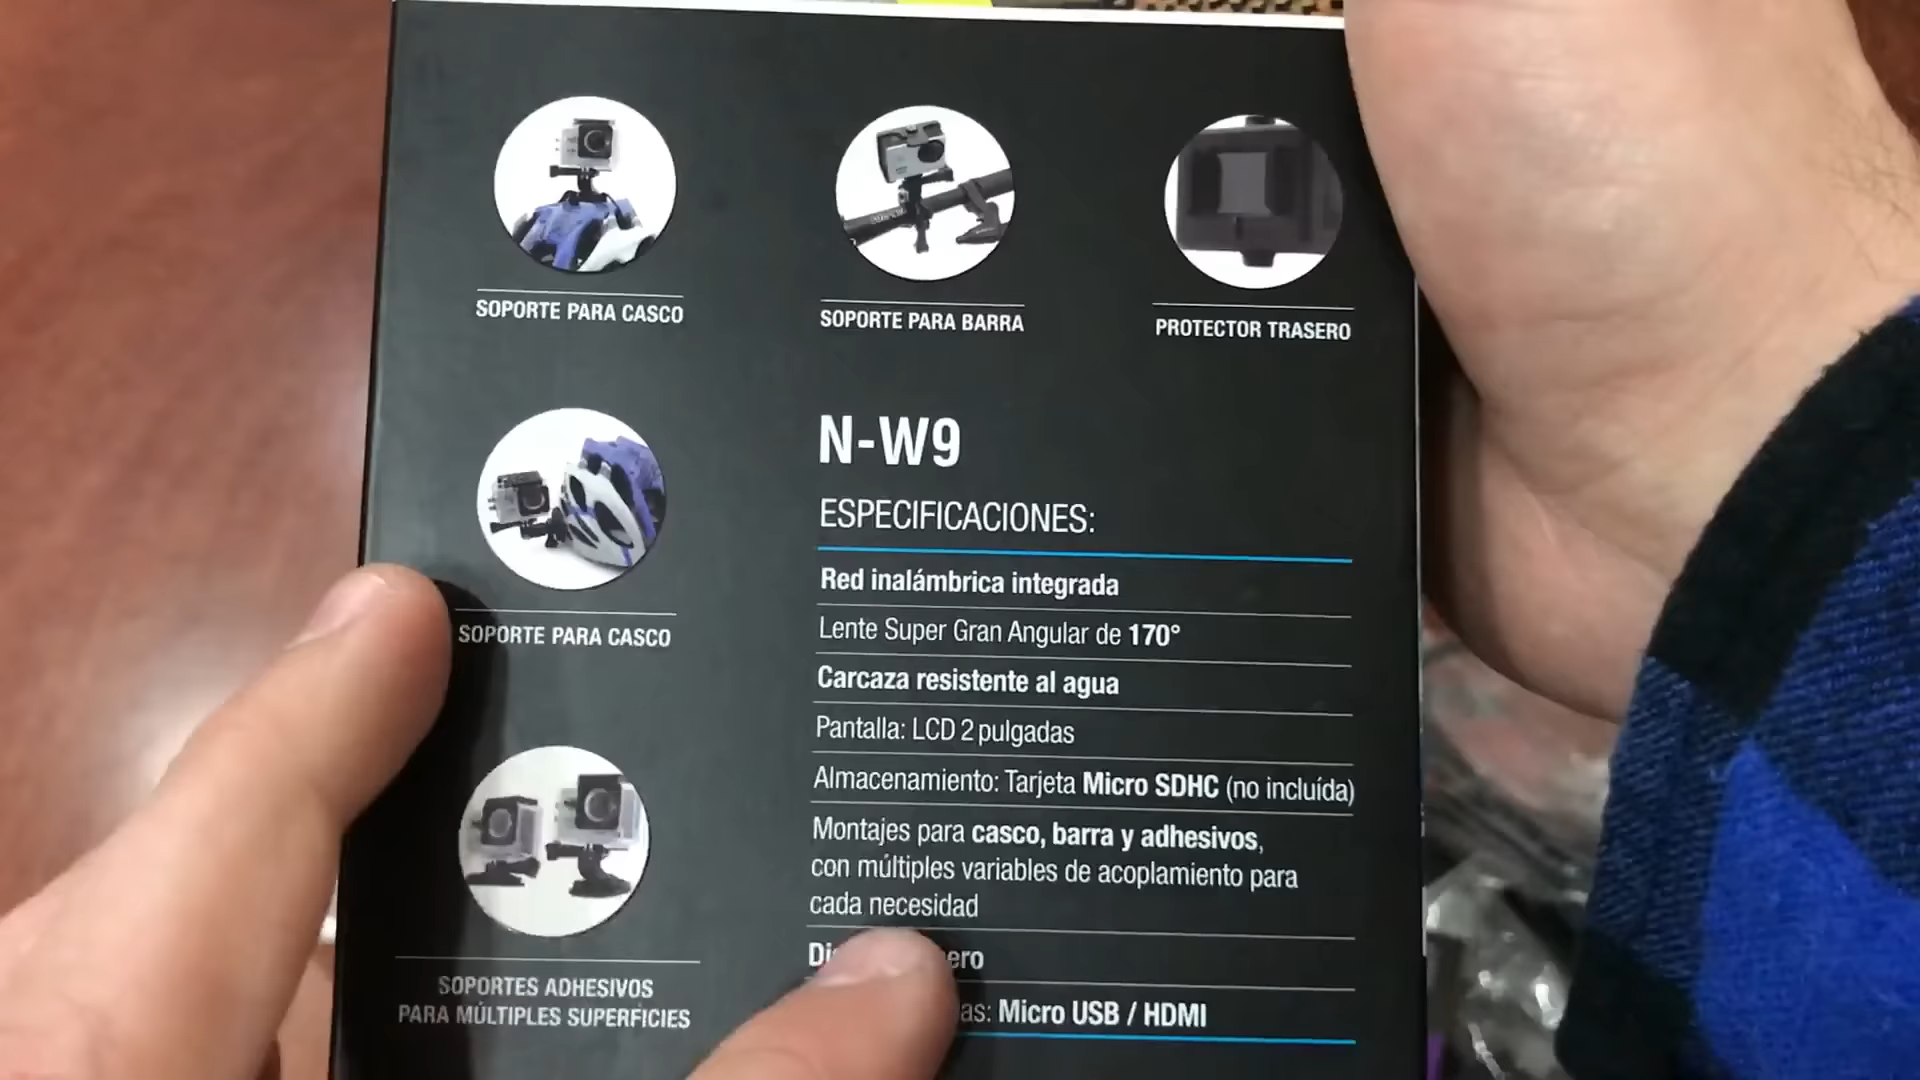 SOPORTE PARA CASCO
SOPORTE PARA BARRA
PROTECTOR TRASERO
SOPORTE PARA CASCO
SOPORTES ADHESIVOS
PARA MÚLTIPLES SUPERFICIES
N-W9
ESPECIFICACIONES:
Red inalámbrica integrada
Lente Super Gran Angular de 170°
Carcaza resistente al agua
Pantalla: LCD 2 pulgadas
Almacenamiento: Tarjeta Micro SDHC (no incluída)
Montajes para casco, barra y adhesivos,
con múltiples variables de acoplamiento para
cada necesidad
Micro USB / HDMI